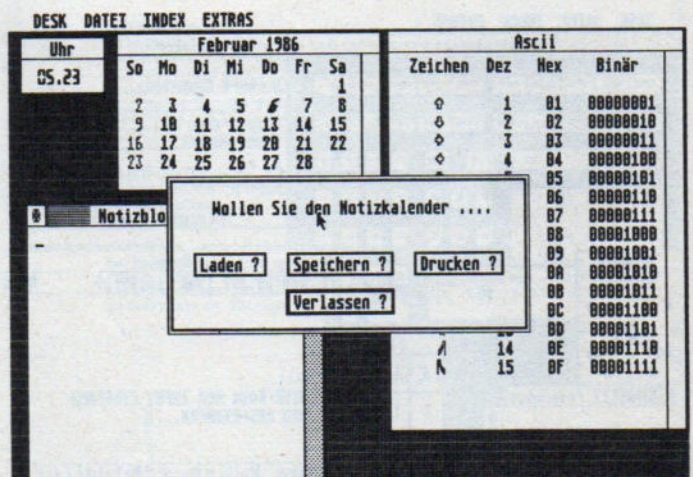 DESK DATEI INDEX EXTRAS
Uhr
05.23
Februar 1986
So Mo Di Mi Do Fr Sa
1
2 3 4 5 6 7 8
9 10 11 12 13 14 15
16 17 18 19 20 21 22
23 24 25 26 27 28
Ascii
Zeichen Dez Hex Binär
1 01 00000001
2 02 00000010
3 03 00000011
4 04 00000100
05 00000101
06 00000110
07 00000111
08 00001000
09 00001001
0A 00001010
0B 00001011
0C 00001100
0D 00001101
14 0E 00001110
15 0F 00001111
Notizblo
Wollen Sie den Notizkalender ....
Laden ?
Speichern ?
Drucken ?
Verlassen ?